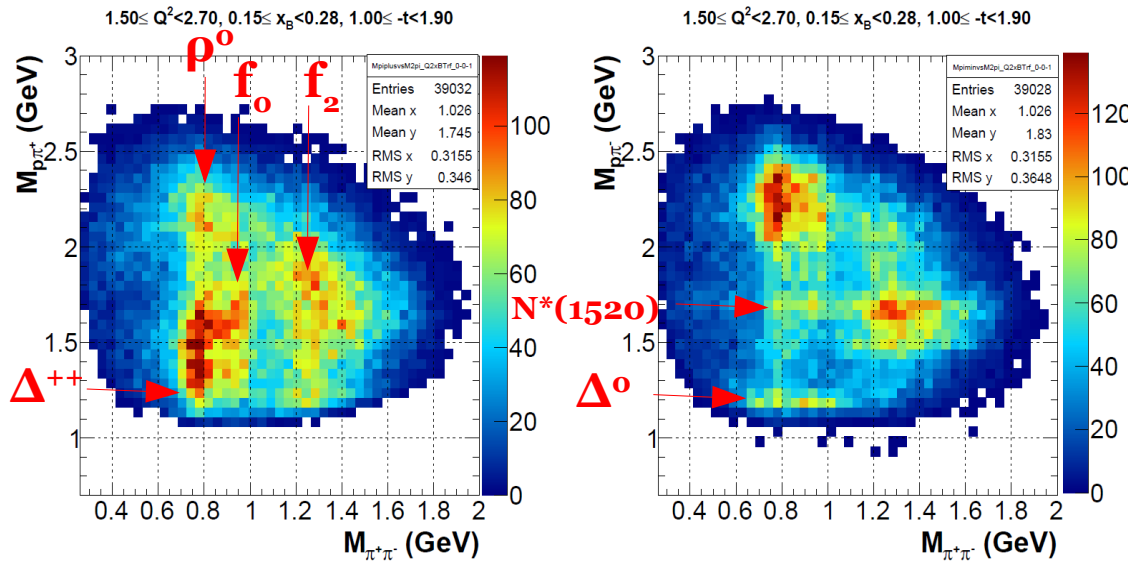 1.50≤ Q²<2.70, 0.15≤ x_B<0.28, 1.00≤ -t<1.90
ρ⁰
f₀
f₂
Δ⁺⁺
MpiplusvsM2pi_Q2xBTrf_0-0-1
Entries 39032
Mean x 1.026
Mean y 1.745
RMS x 0.3155
RMS y 0.346
M_pπ⁺ (GeV)
3
2.5
2
1.5
1
0.4 0.6 0.8 1 1.2 1.4 1.6 1.8 2
M_π⁺π⁻ (GeV)
100
80
60
40
20
0
1.50≤ Q²<2.70, 0.15≤ x_B<0.28, 1.00≤ -t<1.90
MpiminvsM2pi_Q2xBTrf_0-0-1
Entries 39028
Mean x 1.026
Mean y 1.83
RMS x 0.3155
RMS y 0.3648
N*(1520)
Δ⁰
M_pπ⁻ (GeV)
3
2.5
2
1.5
1
0.4 0.6 0.8 1 1.2 1.4 1.6 1.8 2
M_π⁺π⁻ (GeV)
120
100
80
60
40
20
0